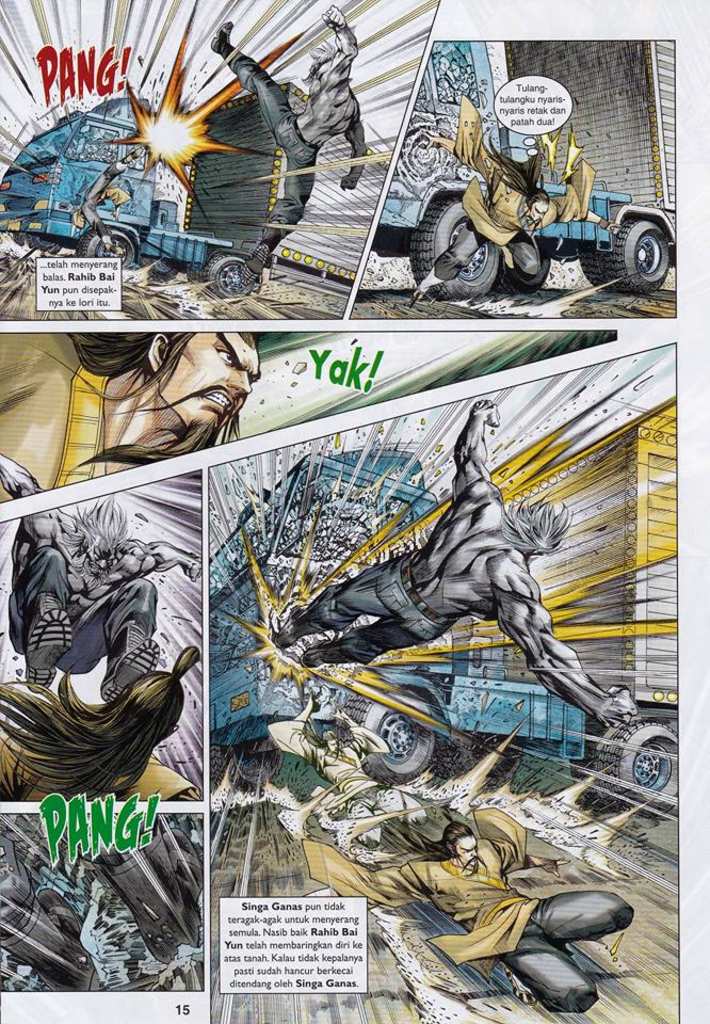 PANG!
...telah menyerang
balas. Rahib Bai
Yun pun disepak-
nya ke lori itu.
Tulang-
tulangku nyaris-
nyaris retak dan
patah dua!
Yak!
PANG!
Singa Ganas pun tidak
teragak-agak untuk menyerang
semula. Nasib baik Rahib Bai
Yun telah membaringkan diri ke
atas tanah. Kalau tidak kepalanya
pasti sudah hancur berkecai
ditendang oleh Singa Ganas.
15